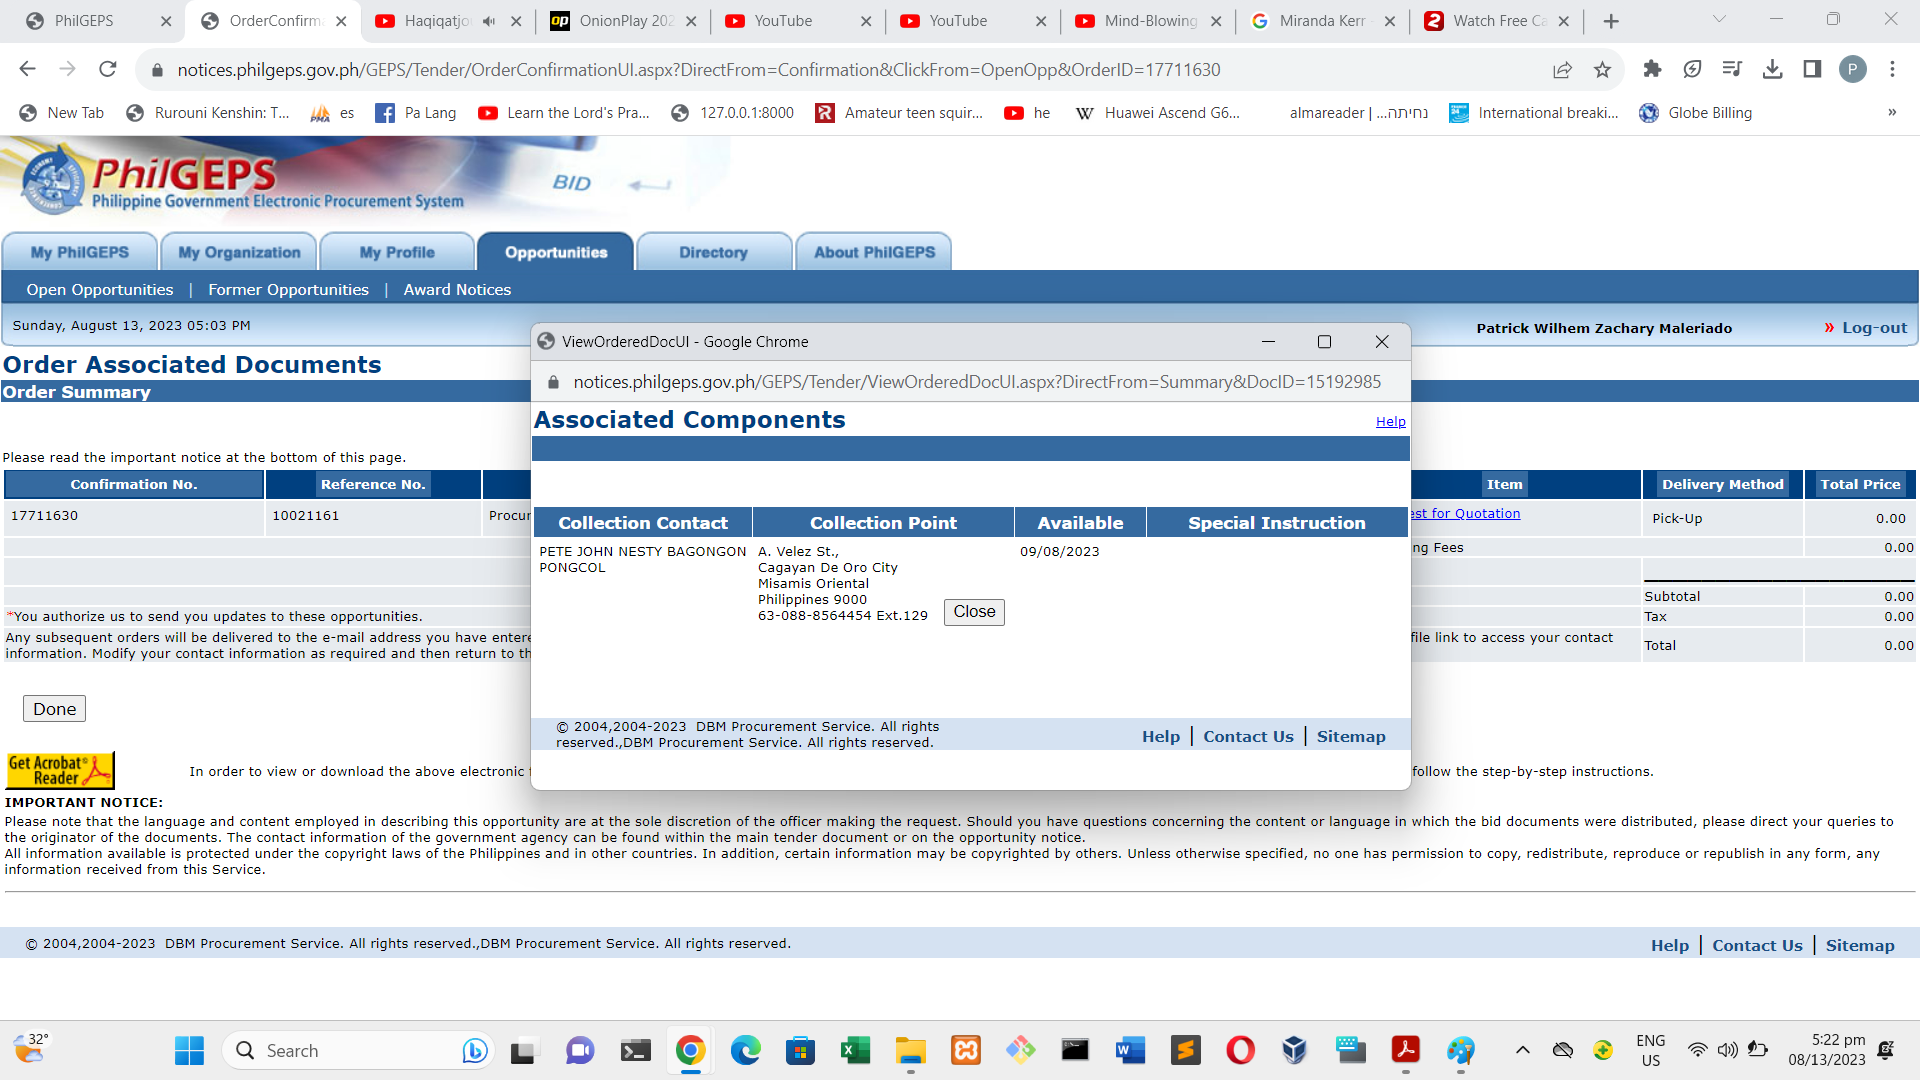 PhilGEPS
OrderConfirm
Haqiqatjo
OnionPlay 202
YouTube
YouTube
Mind-Blowing
Miranda Kerr -
Watch Free Ca
notices.philgeps.gov.ph/GEPS/Tender/OrderConfirmationUI.aspx?DirectFrom=Confirmation&ClickFrom=OpenOpp&OrderID=17711630
P
New Tab
Rurouni Kenshin: T...
es
Pa Lang
Learn the Lord's Pra...
127.0.0.1:8000
Amateur teen squir...
he
Huawei Ascend G6...
almareader | ...נחיתה
International breaki...
Globe Billing
»
PhilGEPS
Philippine Government Electronic Procurement System
BID
My PhilGEPS
My Organization
My Profile
Opportunities
Directory
About PhilGEPS
Open Opportunities | Former Opportunities | Award Notices
Sunday, August 13, 2023 05:03 PM
Patrick Wilhem Zachary Maleriado
» Log-out
Order Associated Documents
Order Summary
Please read the important notice at the bottom of this page.
Confirmation No.
Reference No.
Item
Delivery Method
Total Price
17711630
10021161
Procur
est for Quotation
Pick-Up
0.00
ng Fees
0.00
Subtotal
0.00
*You authorize us to send you updates to these opportunities.
Tax
0.00
Any subsequent orders will be delivered to the e-mail address you have entere
file link to access your contact
information. Modify your contact information as required and then return to th
Total
0.00
ViewOrderedDocUI - Google Chrome
notices.philgeps.gov.ph/GEPS/Tender/ViewOrderedDocUI.aspx?DirectFrom=Summary&DocID=15192985
Associated Components
Help
Collection Contact
Collection Point
Available
Special Instruction
PETE JOHN NESTY BAGONGON
PONGCOL
A. Velez St.,
Cagayan De Oro City
Misamis Oriental
Philippines 9000
63-088-8564454 Ext.129
09/08/2023
Close
© 2004,2004-2023 DBM Procurement Service. All rights
reserved.,DBM Procurement Service. All rights reserved.
Help | Contact Us | Sitemap
Done
Get Acrobat®
Reader
In order to view or download the above electronic
follow the step-by-step instructions.
IMPORTANT NOTICE:
Please note that the language and content employed in describing this opportunity are at the sole discretion of the officer making the request. Should you have questions concerning the content or language in which the bid documents were distributed, please direct your queries to
the originator of the documents. The contact information of the government agency can be found within the main tender document or on the opportunity notice.
All information available is protected under the copyright laws of the Philippines and in other countries. In addition, certain information may be copyrighted by others. Unless otherwise specified, no one has permission to copy, redistribute, reproduce or republish in any form, any
information received from this Service.
© 2004,2004-2023 DBM Procurement Service. All rights reserved.,DBM Procurement Service. All rights reserved.
Help | Contact Us | Sitemap
32°
Search
ENG
US
5:22 pm
08/13/2023